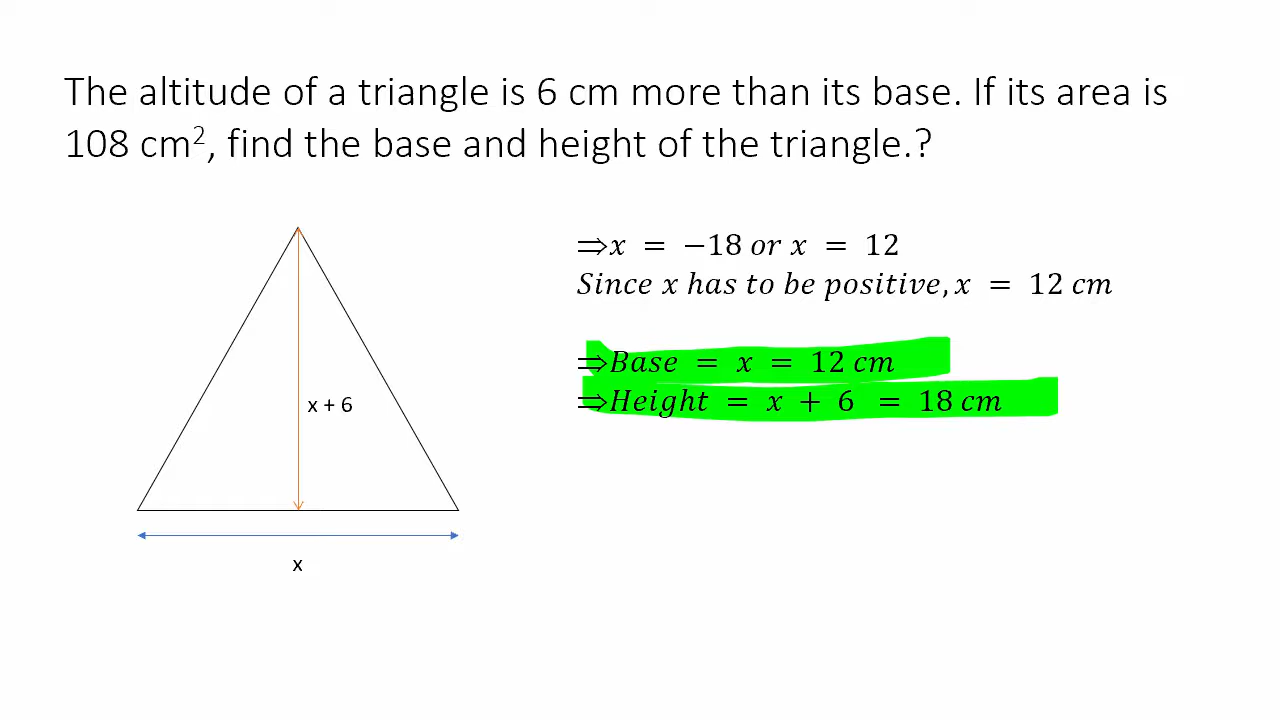 The altitude of a triangle is 6 cm more than its base. If its area is
108 cm², find the base and height of the triangle.?
⇒x = −18 or x = 12
Since x has to be positive, x = 12 cm
⇒Base = x = 12 cm
⇒Height = x + 6 = 18 cm
x + 6
x